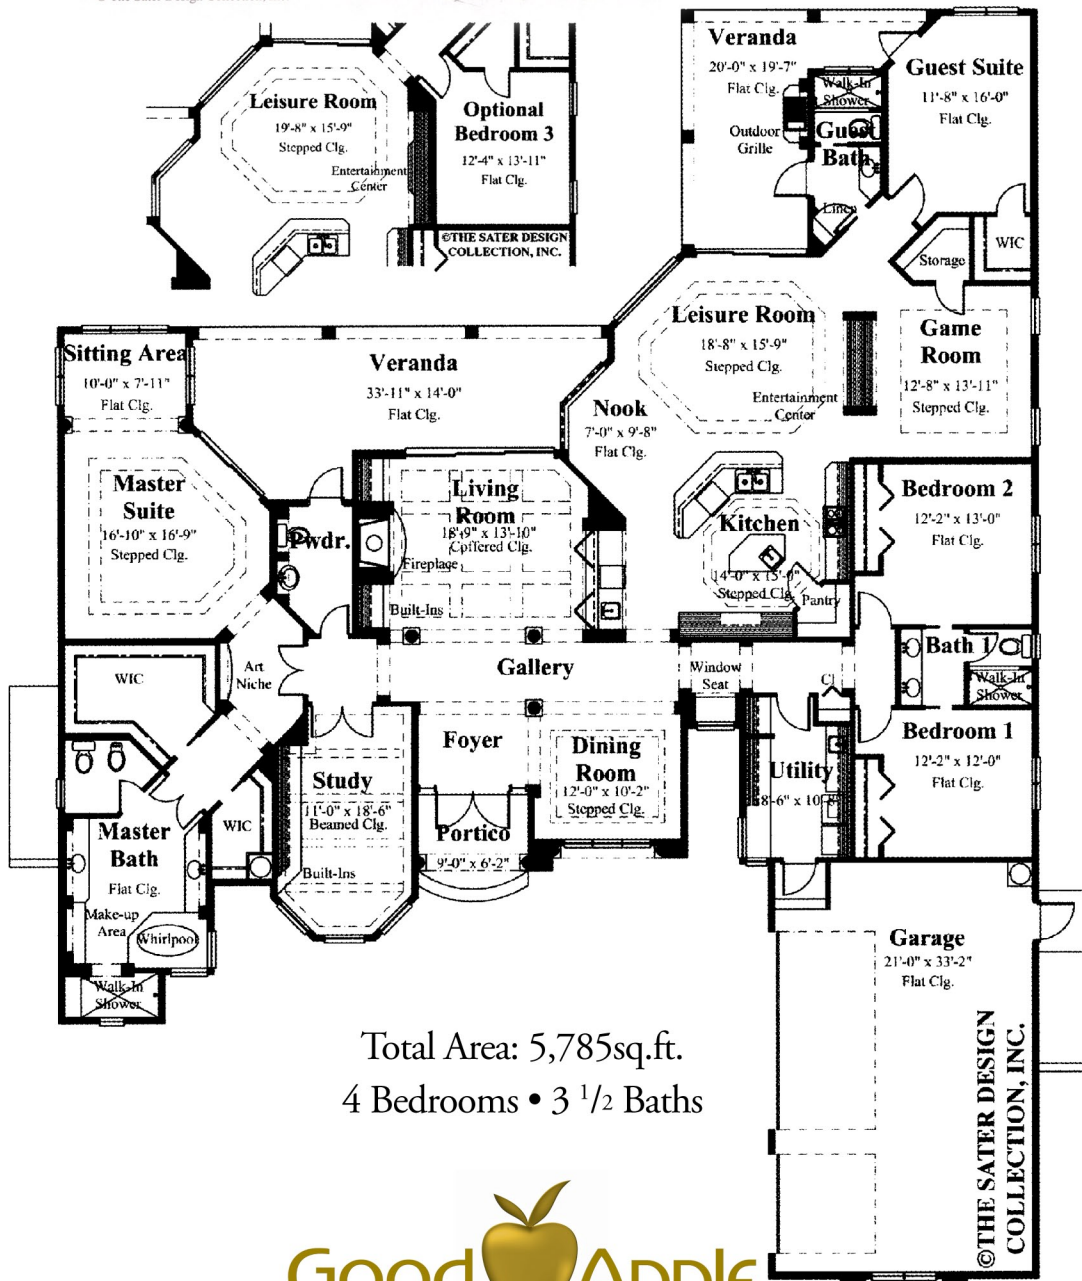 Leisure Room
19'-8" x 15'-9"
Stepped Clg.
Entertainment
Center
Optional
Bedroom 3
12'-4" x 13'-11"
Flat Clg.
©THE SATER DESIGN
COLLECTION, INC.
Veranda
20'-0" x 19'-7"
Flat Clg.
Outdoor
Grille
Walk-In
Shower
Guest
Bath
Linen
Guest Suite
11'-8" x 16'-0"
Flat Clg.
WIC
Storage
Leisure Room
18'-8" x 15'-9"
Stepped Clg.
Entertainment
Center
Game
Room
12'-8" x 13'-11"
Stepped Clg.
Sitting Area
10'-0" x 7'-11"
Flat Clg.
Veranda
33'-11" x 14'-0"
Flat Clg.
Nook
7'-0" x 9'-8"
Flat Clg.
Master
Suite
16'-10" x 16'-9"
Stepped Clg.
Pwdr.
Living
Room
18'-9" x 13'-10"
Coffered Clg.
Fireplace
Built-Ins
Kitchen
14'-0" x 15'-0"
Stepped Clg.
Pantry
Bedroom 2
12'-2" x 13'-0"
Flat Clg.
Bath 1
Walk-In
Shower
WIC
Art
Niche
Gallery
Window
Seat
Foyer
Dining
Room
12'-0" x 10'-2"
Stepped Clg.
Study
11'-0" x 18'-6"
Beamed Clg.
Built-Ins
Portico
9'-0" x 6'-2"
Utility
Bedroom 1
12'-2" x 12'-0"
Flat Clg.
WIC
Master
Bath
Flat Clg.
Make-up
Area
Whirlpool
Walk-In
Shower
Garage
21'-0" x 33'-2"
Flat Clg.
©THE SATER DESIGN
COLLECTION, INC.
Total Area: 5,785sq.ft.
4 Bedrooms • 3 1/2 Baths
Good Apple